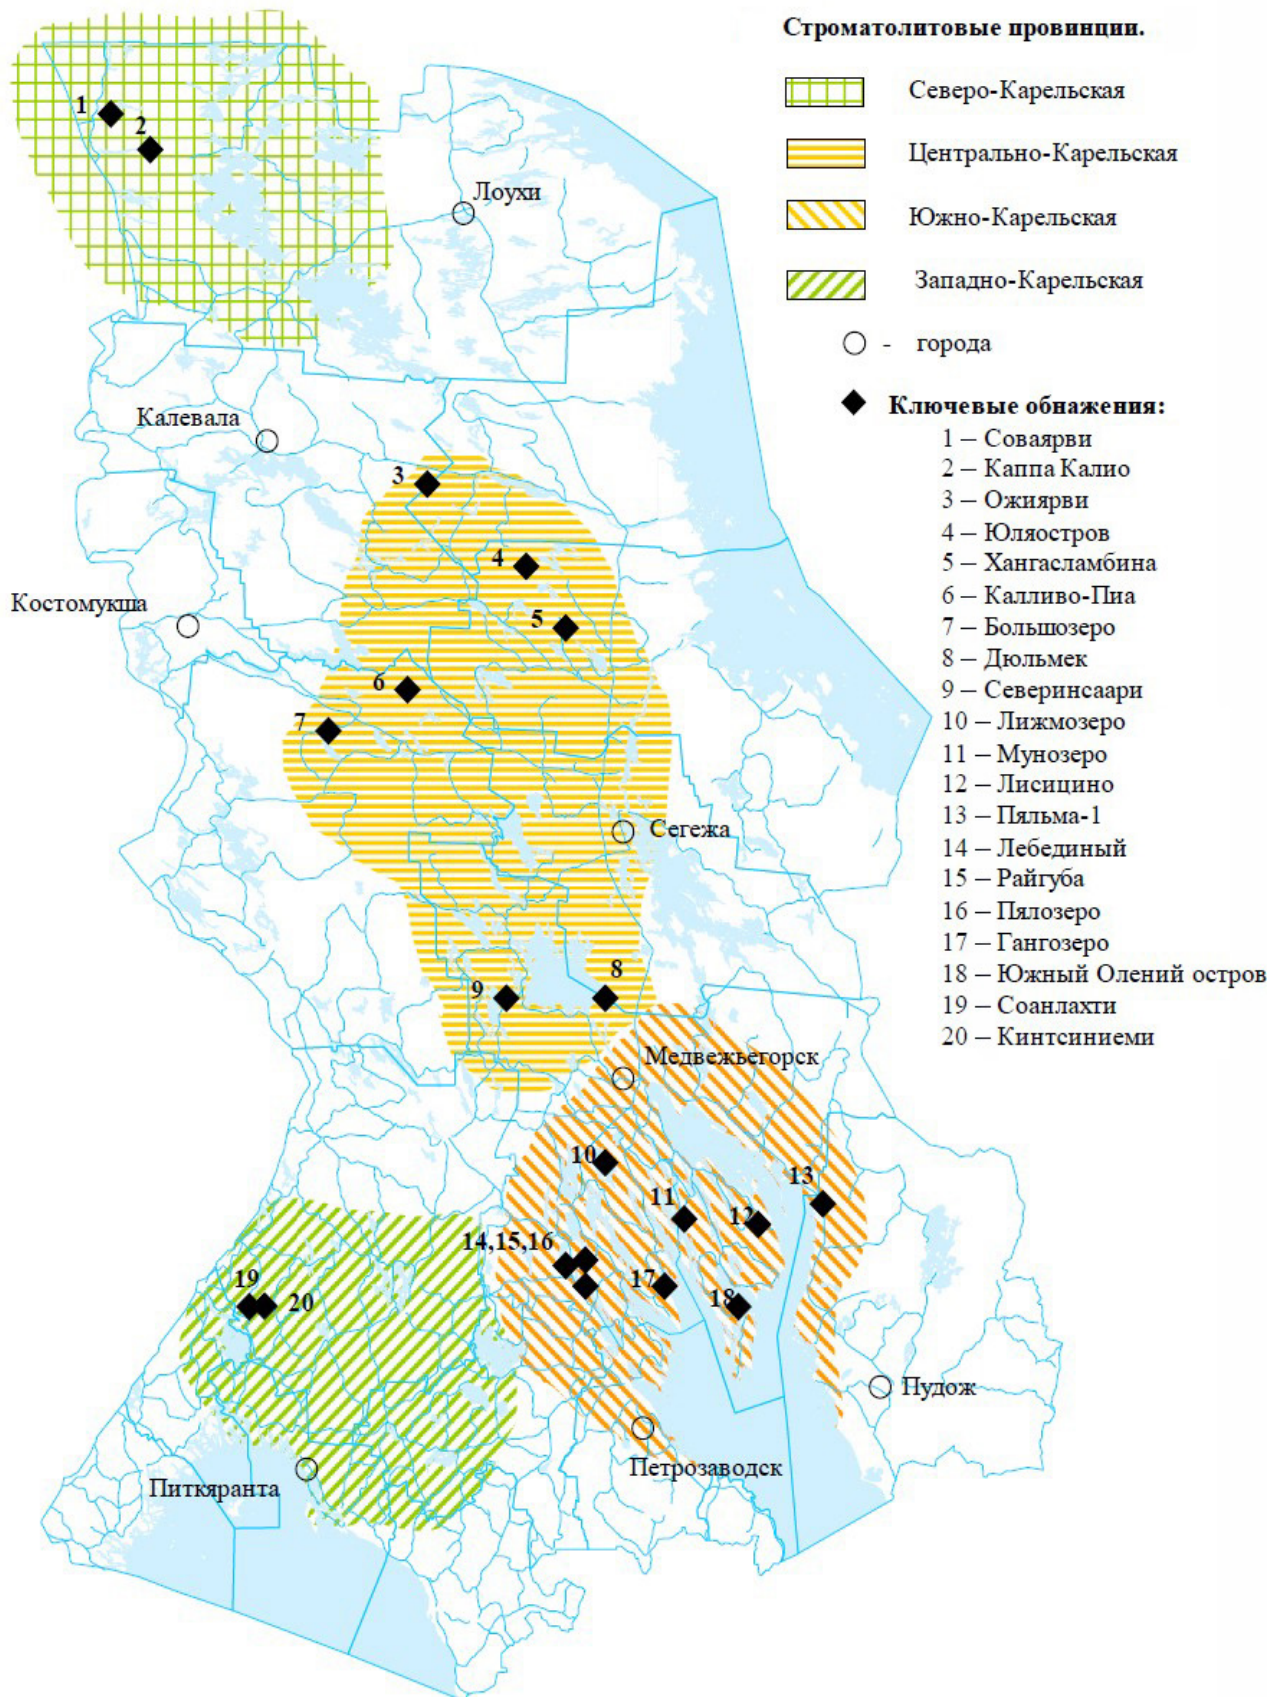 Строматолитовые провинции.
Северо-Карельская
Центрально-Карельская
Южно-Карельская
Западно-Карельская
- города
Ключевые обнажения:
1 – Соваярви
2 – Каппа Калио
3 – Ожиярви
4 – Юляостров
5 – Хангасламбина
6 – Калливо-Пиа
7 – Большозеро
8 – Дюльмек
9 – Северинсаари
10 – Лижмозеро
11 – Мунозеро
12 – Лисицино
13 – Пяльма-1
14 – Лебединый
15 – Райгуба
16 – Пялозеро
17 – Гангозеро
18 – Южный Олений остров
19 – Соанлахти
20 – Кинтсиниеми
1
2
Лоухи
Калевала
3
4
Костомукша
5
6
7
Сегежа
8
9
Медвежьегорск
10
11
12
13
14,15,16
17
18
19
20
Пудож
Петрозаводск
Питкяранта